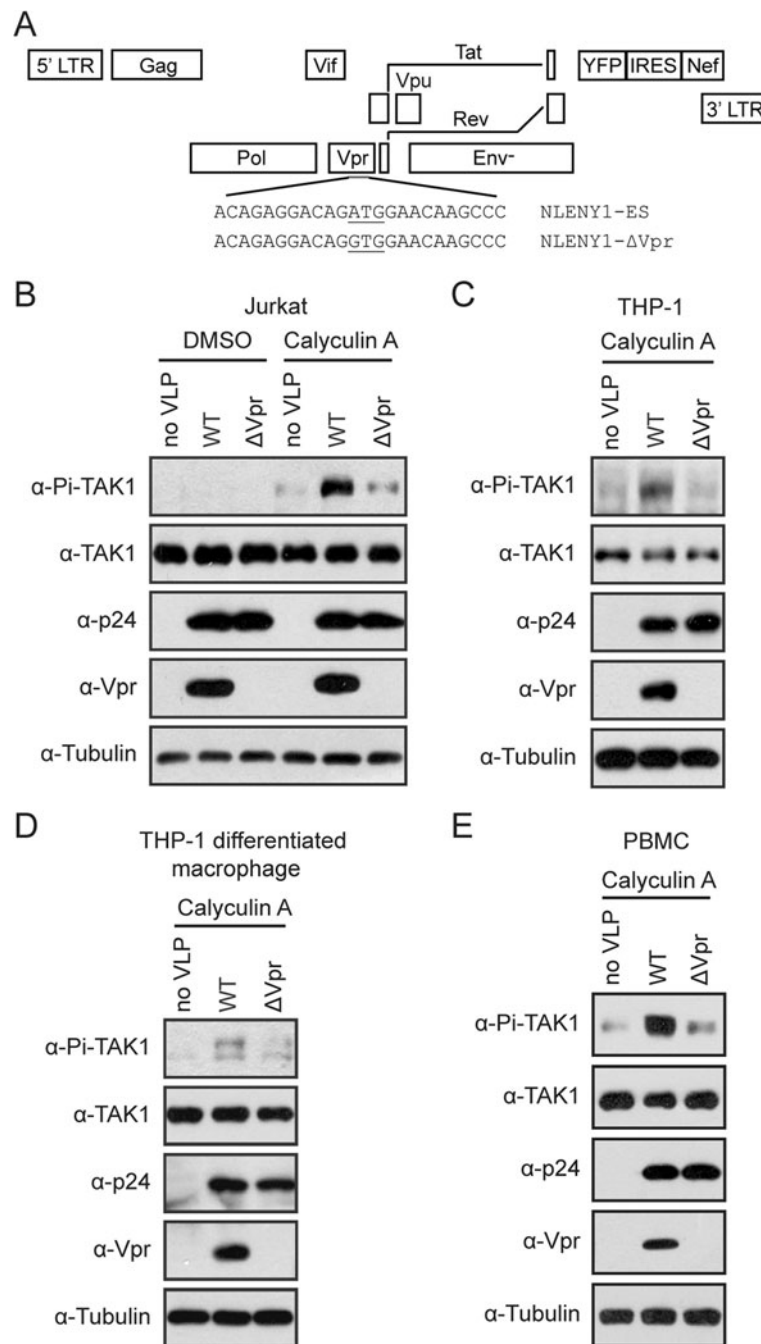 A
5' LTR Gag Vif Tat YFP IRES Nef
Vpu
Rev 3' LTR
Pol Vpr Env-
ACAGAGGACAGATGGAACAAGCCC NLENY1-ES
ACAGAGGACAGGTGGAACAAGCCC NLENY1-ΔVpr
B
Jurkat
DMSO Calyculin A
no VLP WT ΔVpr no VLP WT ΔVpr
α-Pi-TAK1
α-TAK1
α-p24
α-Vpr
α-Tubulin
C
THP-1
Calyculin A
no VLP WT ΔVpr
α-Pi-TAK1
α-TAK1
α-p24
α-Vpr
α-Tubulin
D
THP-1 differentiated
macrophage
Calyculin A
no VLP WT ΔVpr
α-Pi-TAK1
α-TAK1
α-p24
α-Vpr
α-Tubulin
E
PBMC
Calyculin A
no VLP WT ΔVpr
α-Pi-TAK1
α-TAK1
α-p24
α-Vpr
α-Tubulin